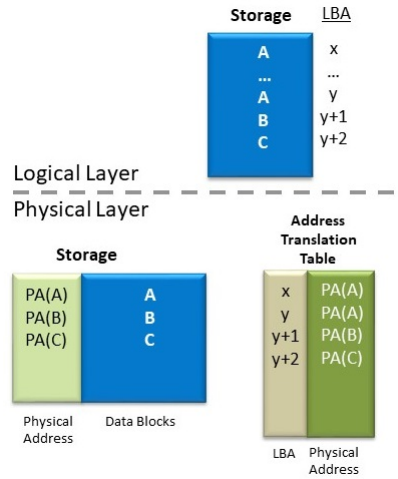 Storage LBA
A x
... ...
A y
B y+1
C y+2
Logical Layer
Physical Layer
Storage
PA(A) A
PA(B) B
PA(C) C
Physical
Address
Data Blocks
Address
Translation
Table
x PA(A)
y PA(A)
y+1 PA(B)
y+2 PA(C)
LBA Physical
Address